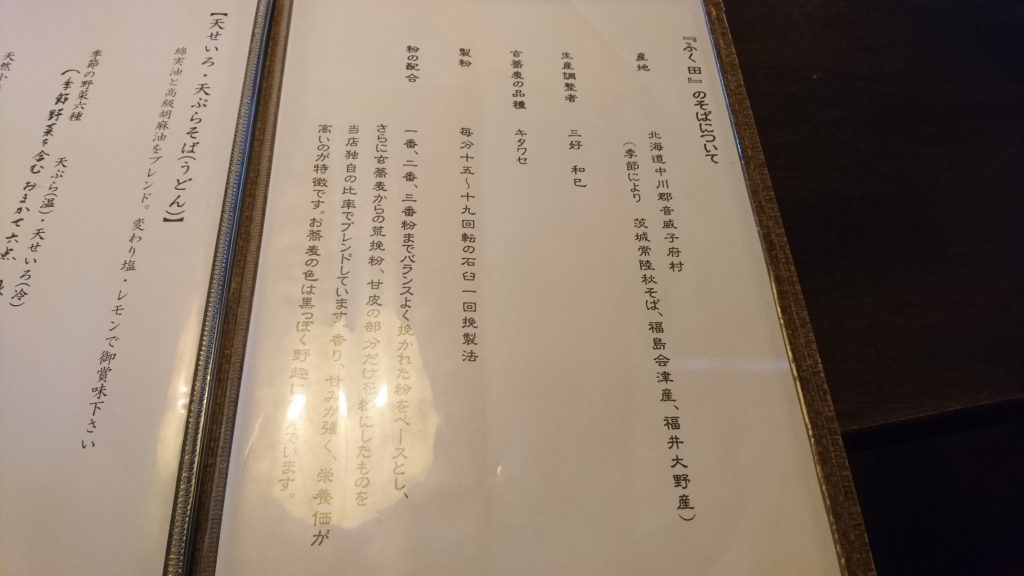 『ふく田』のそばについて
産地　北海道中川郡音威子府村
（季節により　茨城常陸秋そば、福島会津産、福井大野産）
生産調整者　三好　和巳
玄蕎麦の品種　キタワセ
製粉　毎分十五～十九回転の石臼一回挽製法
粉の配合　一番、二番、三番粉までバランスよく挽かれた粉をベースとし、
さらに玄蕎麦からの荒挽粉、甘皮の部分だけを粉にしたものを
当店独自の比率でブレンドしています。香り、甘みが強く、栄養価が
高いのが特徴です。お蕎麦の色は黒っぽく野趣に　でいます。
【天せいろ・天ぷらそば(うどん)】
綿実油と高級胡麻油をブレンド。変わり塩・レモンで御賞味下さい
季節の野菜六種　天ぷら(温)・天せいろ(冷)
(季節野菜を含むおまかせ六点
天然小